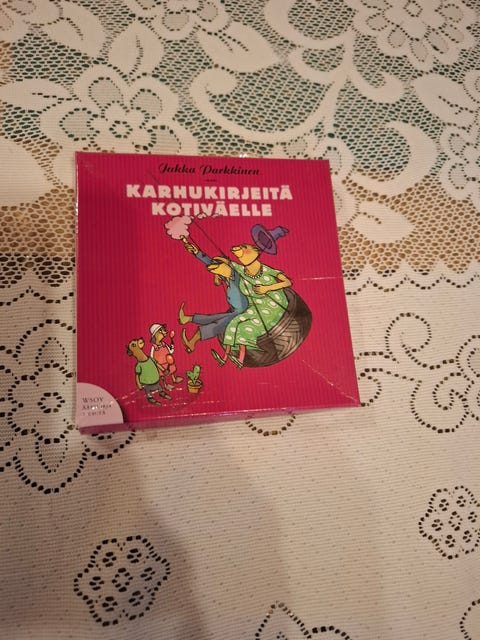 Jukka Parkkinen
KARHUKIRJEITÄ
KOTIVÄELLE
WSOY